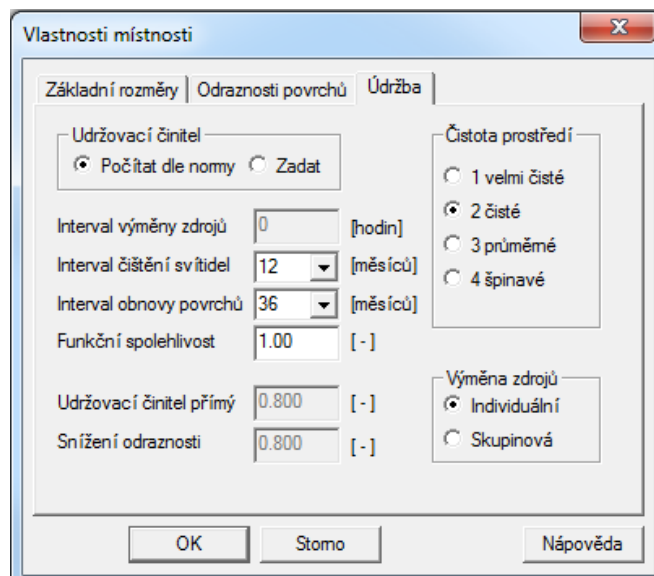 Vlastnosti místnosti
Základní rozměry Odraznosti povrchů Údržba
Udržovací činitel
Počítat dle normy Zadat
Interval výměny zdrojů 0 [hodin]
Interval čištění svítidel 12 [měsíců]
Interval obnovy povrchů 36 [měsíců]
Funkční spolehlivost 1.00 [-]
Udržovací činitel přímý 0.800 [-]
Snížení odraznosti 0.800 [-]
Čistota prostředí
1 velmi čisté
2 čisté
3 průměrné
4 špinavé
Výměna zdrojů
Individuální
Skupinová
OK Storno Nápověda